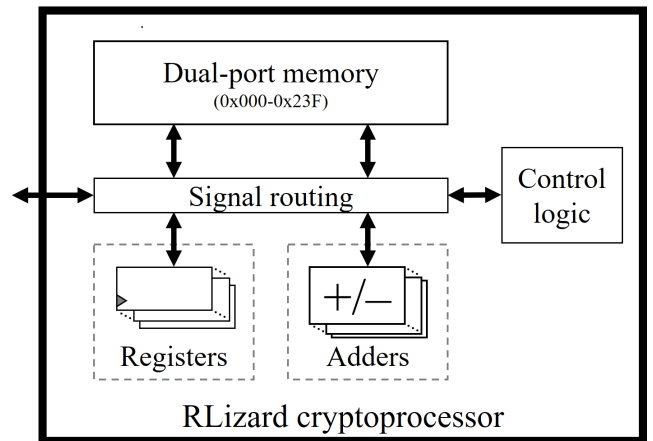 Dual-port memory
(0x000-0x23F)
Signal routing
Control
logic
+/−
Registers
Adders
RLizard cryptoprocessor